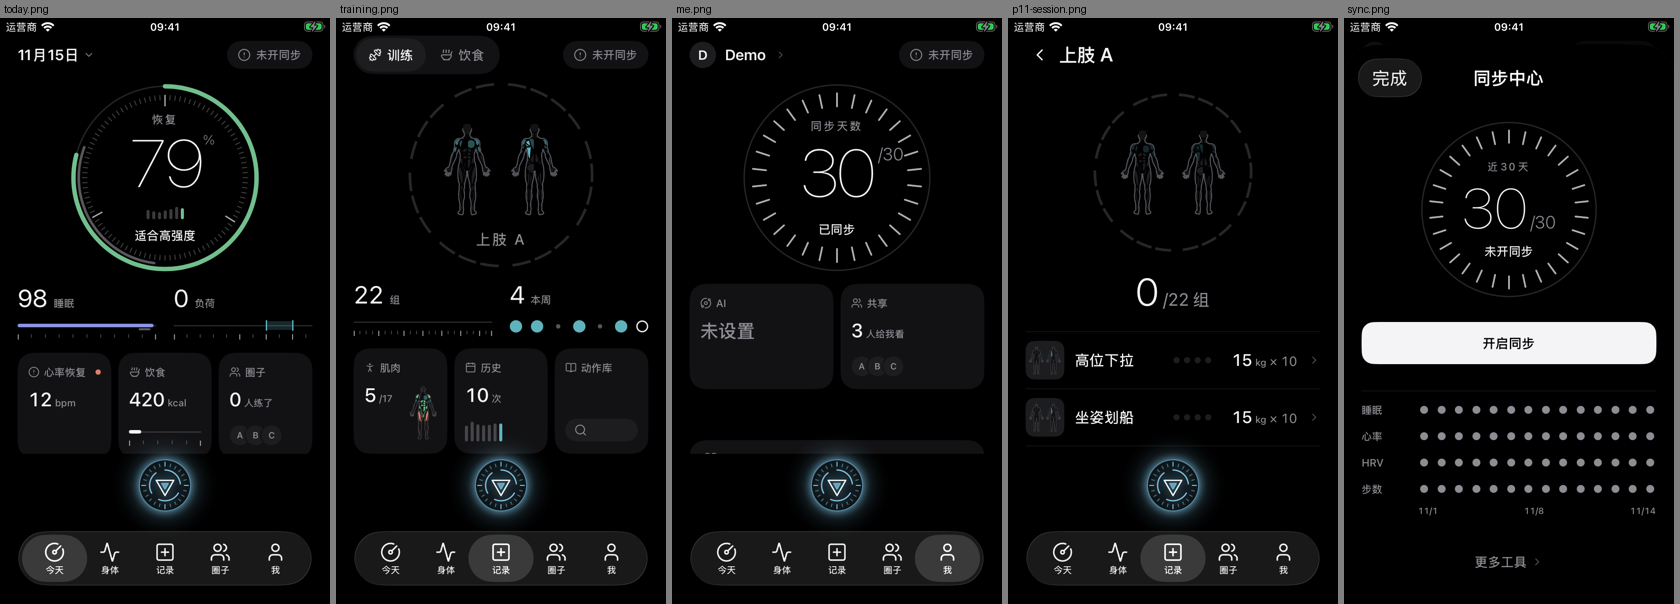 today.png
运营商
09:41
11月15日
未开同步
恢复
79 %
适合高强度
98 睡眠
0 负荷
心率恢复
12 bpm
饮食
420 kcal
圈子
0 人练了
A B C
今天 身体 记录 圈子 我
training.png
运营商
09:41
训练 饮食
未开同步
上肢 A
22 组
4 本周
肌肉
5 /17
历史
10 次
动作库
今天 身体 记录 圈子 我
me.png
运营商
09:41
D Demo
未开同步
同步天数
30 /30
已同步
AI
未设置
共享
3 人给我看
A B C
今天 身体 记录 圈子 我
p11-session.png
运营商
09:41
上肢 A
0 /22 组
高位下拉 15 kg × 10
坐姿划船 15 kg × 10
今天 身体 记录 圈子 我
sync.png
运营商
09:41
完成 同步中心
近30天
30 /30
未开同步
开启同步
睡眠
心率
HRV
步数
11/1 11/8 11/14
更多工具